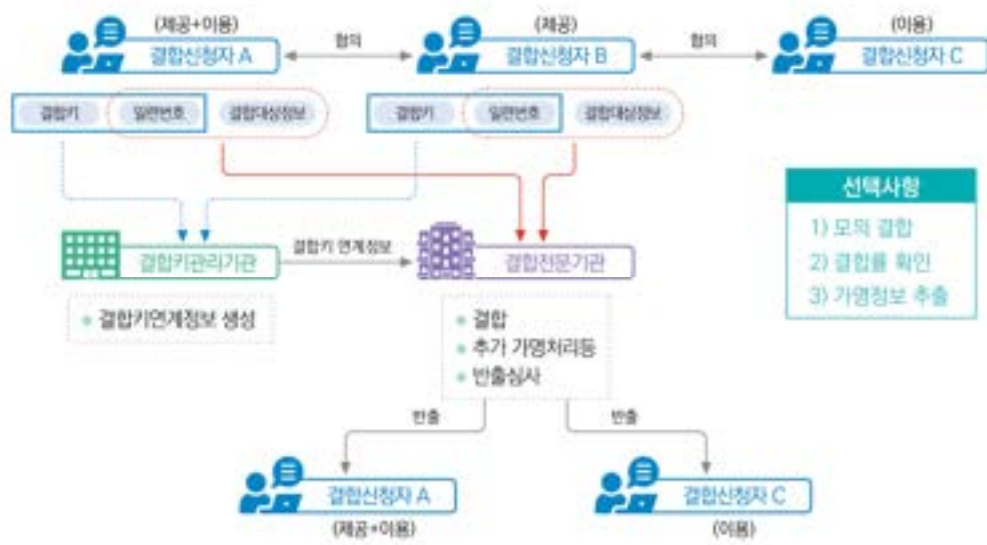 (제공+이용)
(제공)
(이용)
결합신청자 A
협의
결합신청자 B
협의
결합신청자 C
결합키
일련번호
결합대상정보
결합키
일련번호
결합대상정보
선택사항
1) 모의 결합
2) 결합률 확인
3) 가명정보 추출
결합키관리기관
결합키 연계정보
결합전문기관
결합키연계정보 생성
결합
추가 가명처리등
반출심사
반출
반출
결합신청자 A
결합신청자 C
(제공+이용)
(이용)